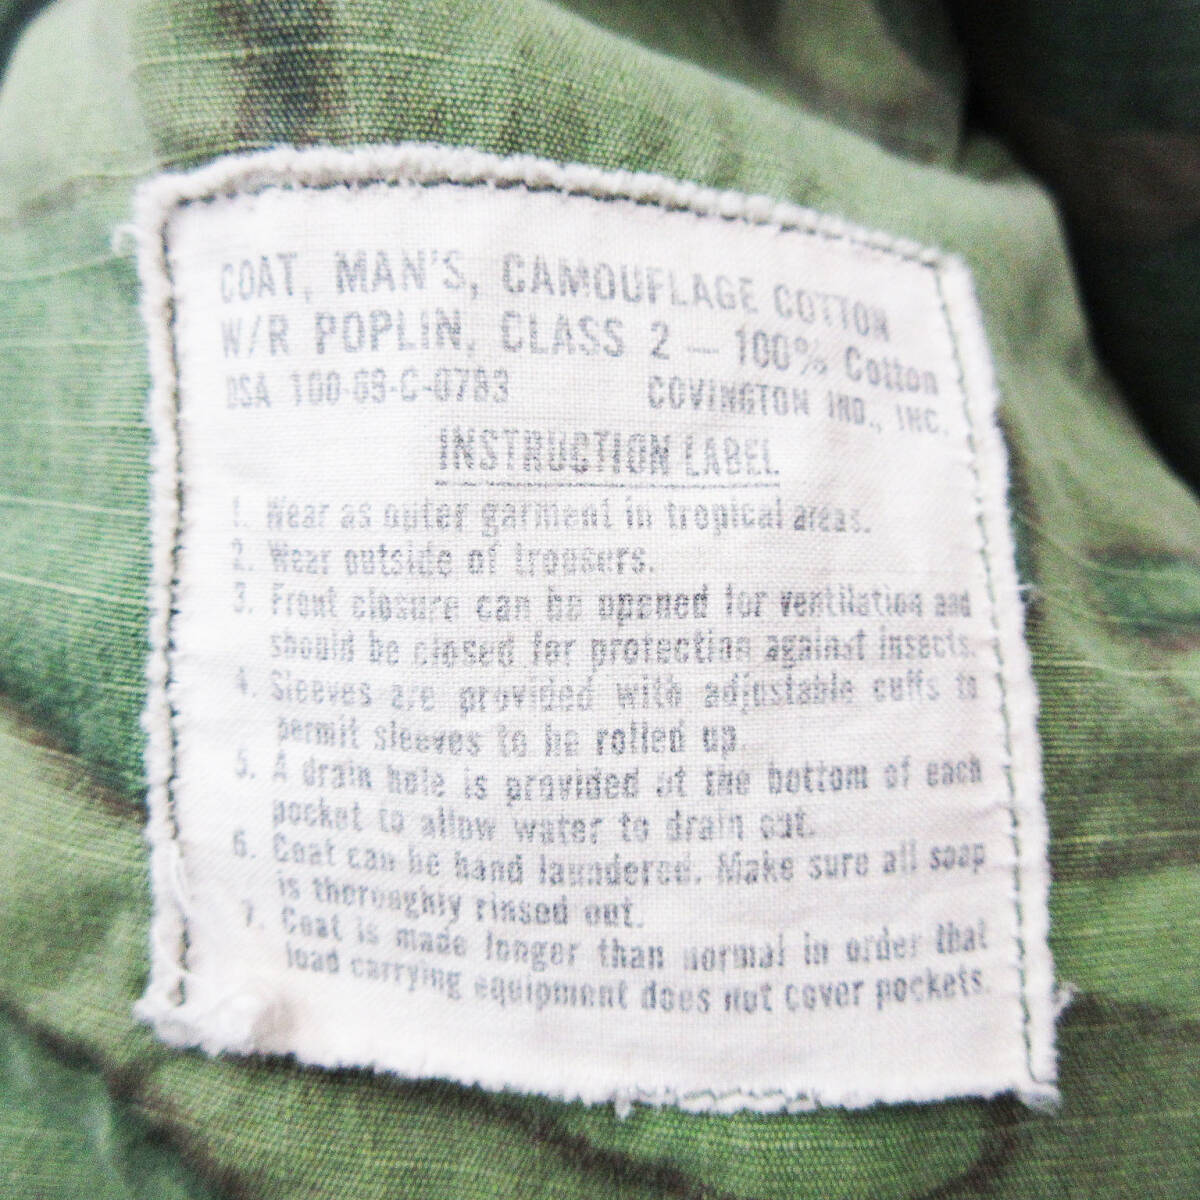 COAT, MAN'S, CAMOUFLAGE COTTON
W/R POPLIN, CLASS 2 — 100% Cotton
DSA 100-69-C-0783 COVINGTON IND., INC.
INSTRUCTION LABEL
1. Wear as outer garment in tropical areas.
2. Wear outside of trousers.
3. Front closure can be opened for ventilation and
should be closed for protection against insects.
4. Sleeves are provided with adjustable cuffs to
permit sleeves to be rolled up.
5. A drain hole is provided at the bottom of each
pocket to allow water to drain out.
6. Coat can be hand laundered. Make sure all soap
is thoroughly rinsed out.
7. Coat is made longer than normal in order that
load carrying equipment does not cover pockets.